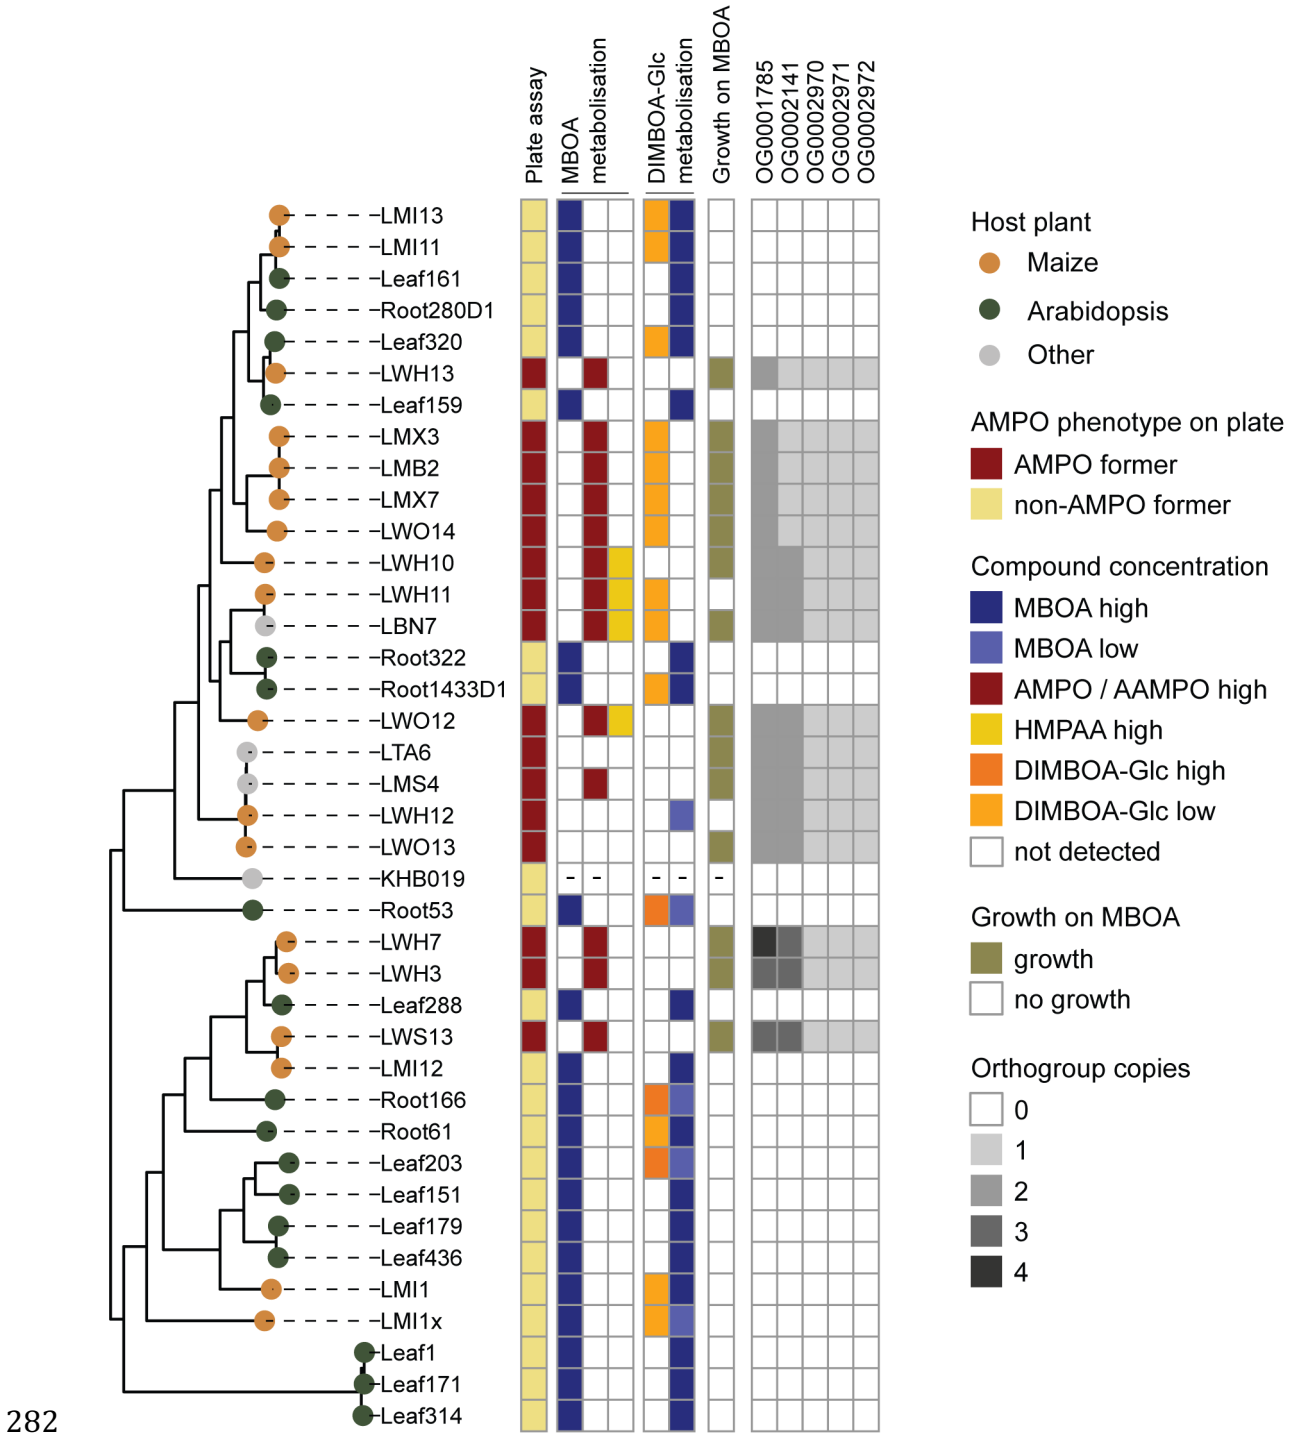 Plate assay
MBOA
metabolisation
DIMBOA-Glc
metabolisation
Growth on MBOA
OG0001785
OG0002141
OG0002970
OG0002971
OG0002972
LMI13
LMI11
Leaf161
Root280D1
Leaf320
LWH13
Leaf159
LMX3
LMB2
LMX7
LWO14
LWH10
LWH11
LBN7
Root322
Root1433D1
LWO12
LTA6
LMS4
LWH12
LWO13
KHB019 - - - - -
Root53
LWH7
LWH3
Leaf288
LWS13
LMI12
Root166
Root61
Leaf203
Leaf151
Leaf179
Leaf436
LMI1
LMI1x
Leaf1
Leaf171
Leaf314
Host plant
Maize
Arabidopsis
Other
AMPO phenotype on plate
AMPO former
non-AMPO former
Compound concentration
MBOA high
MBOA low
AMPO / AAMPO high
HMPAA high
DIMBOA-Glc high
DIMBOA-Glc low
not detected
Growth on MBOA
growth
no growth
Orthogroup copies
0
1
2
3
4
282